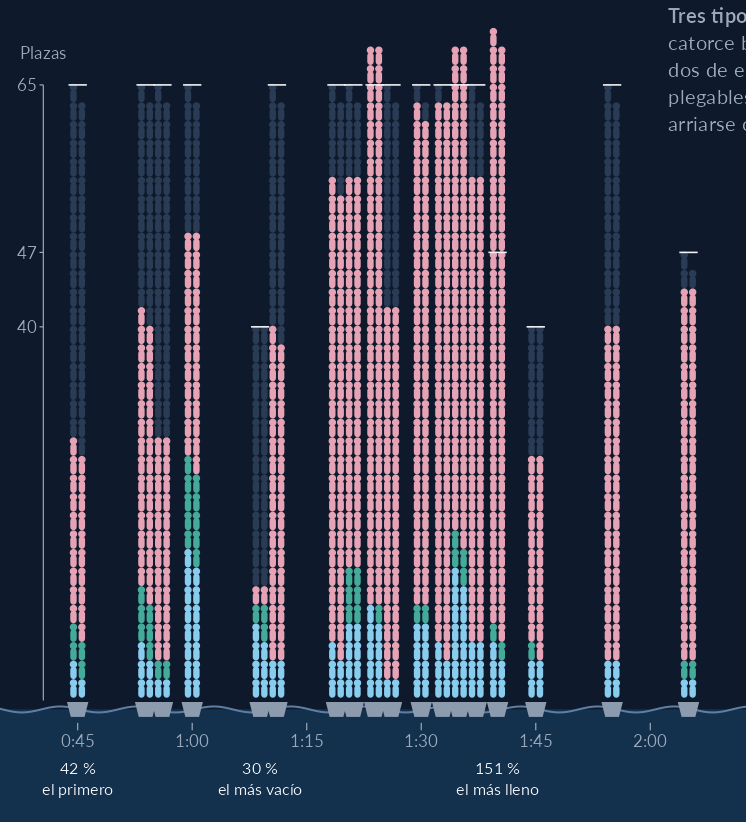 Tres tipo
catorce b
dos de e
plegables
arriarse
Plazas
65
47
40
0:45
1:00
1:15
1:30
1:45
2:00
42 %
el primero
30 %
el más vacío
151 %
el más lleno